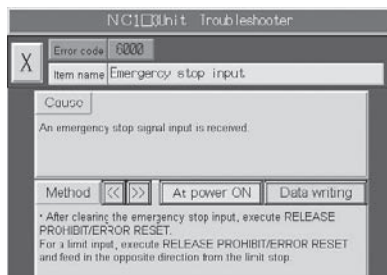 NC1□3Unit Troubleshooter
X
Error code 6000
Item name Emergency stop input
Cause
An emergency stop signal input is received.
Method << >> At power ON Data writing
• After clearing the emergency stop input, execute RELEASE
PROHIBIT/ERROR RESET.
For a limit input, execute RELEASE PROHIBIT/ERROR RESET
and feed in the opposite direction from the limit stop.